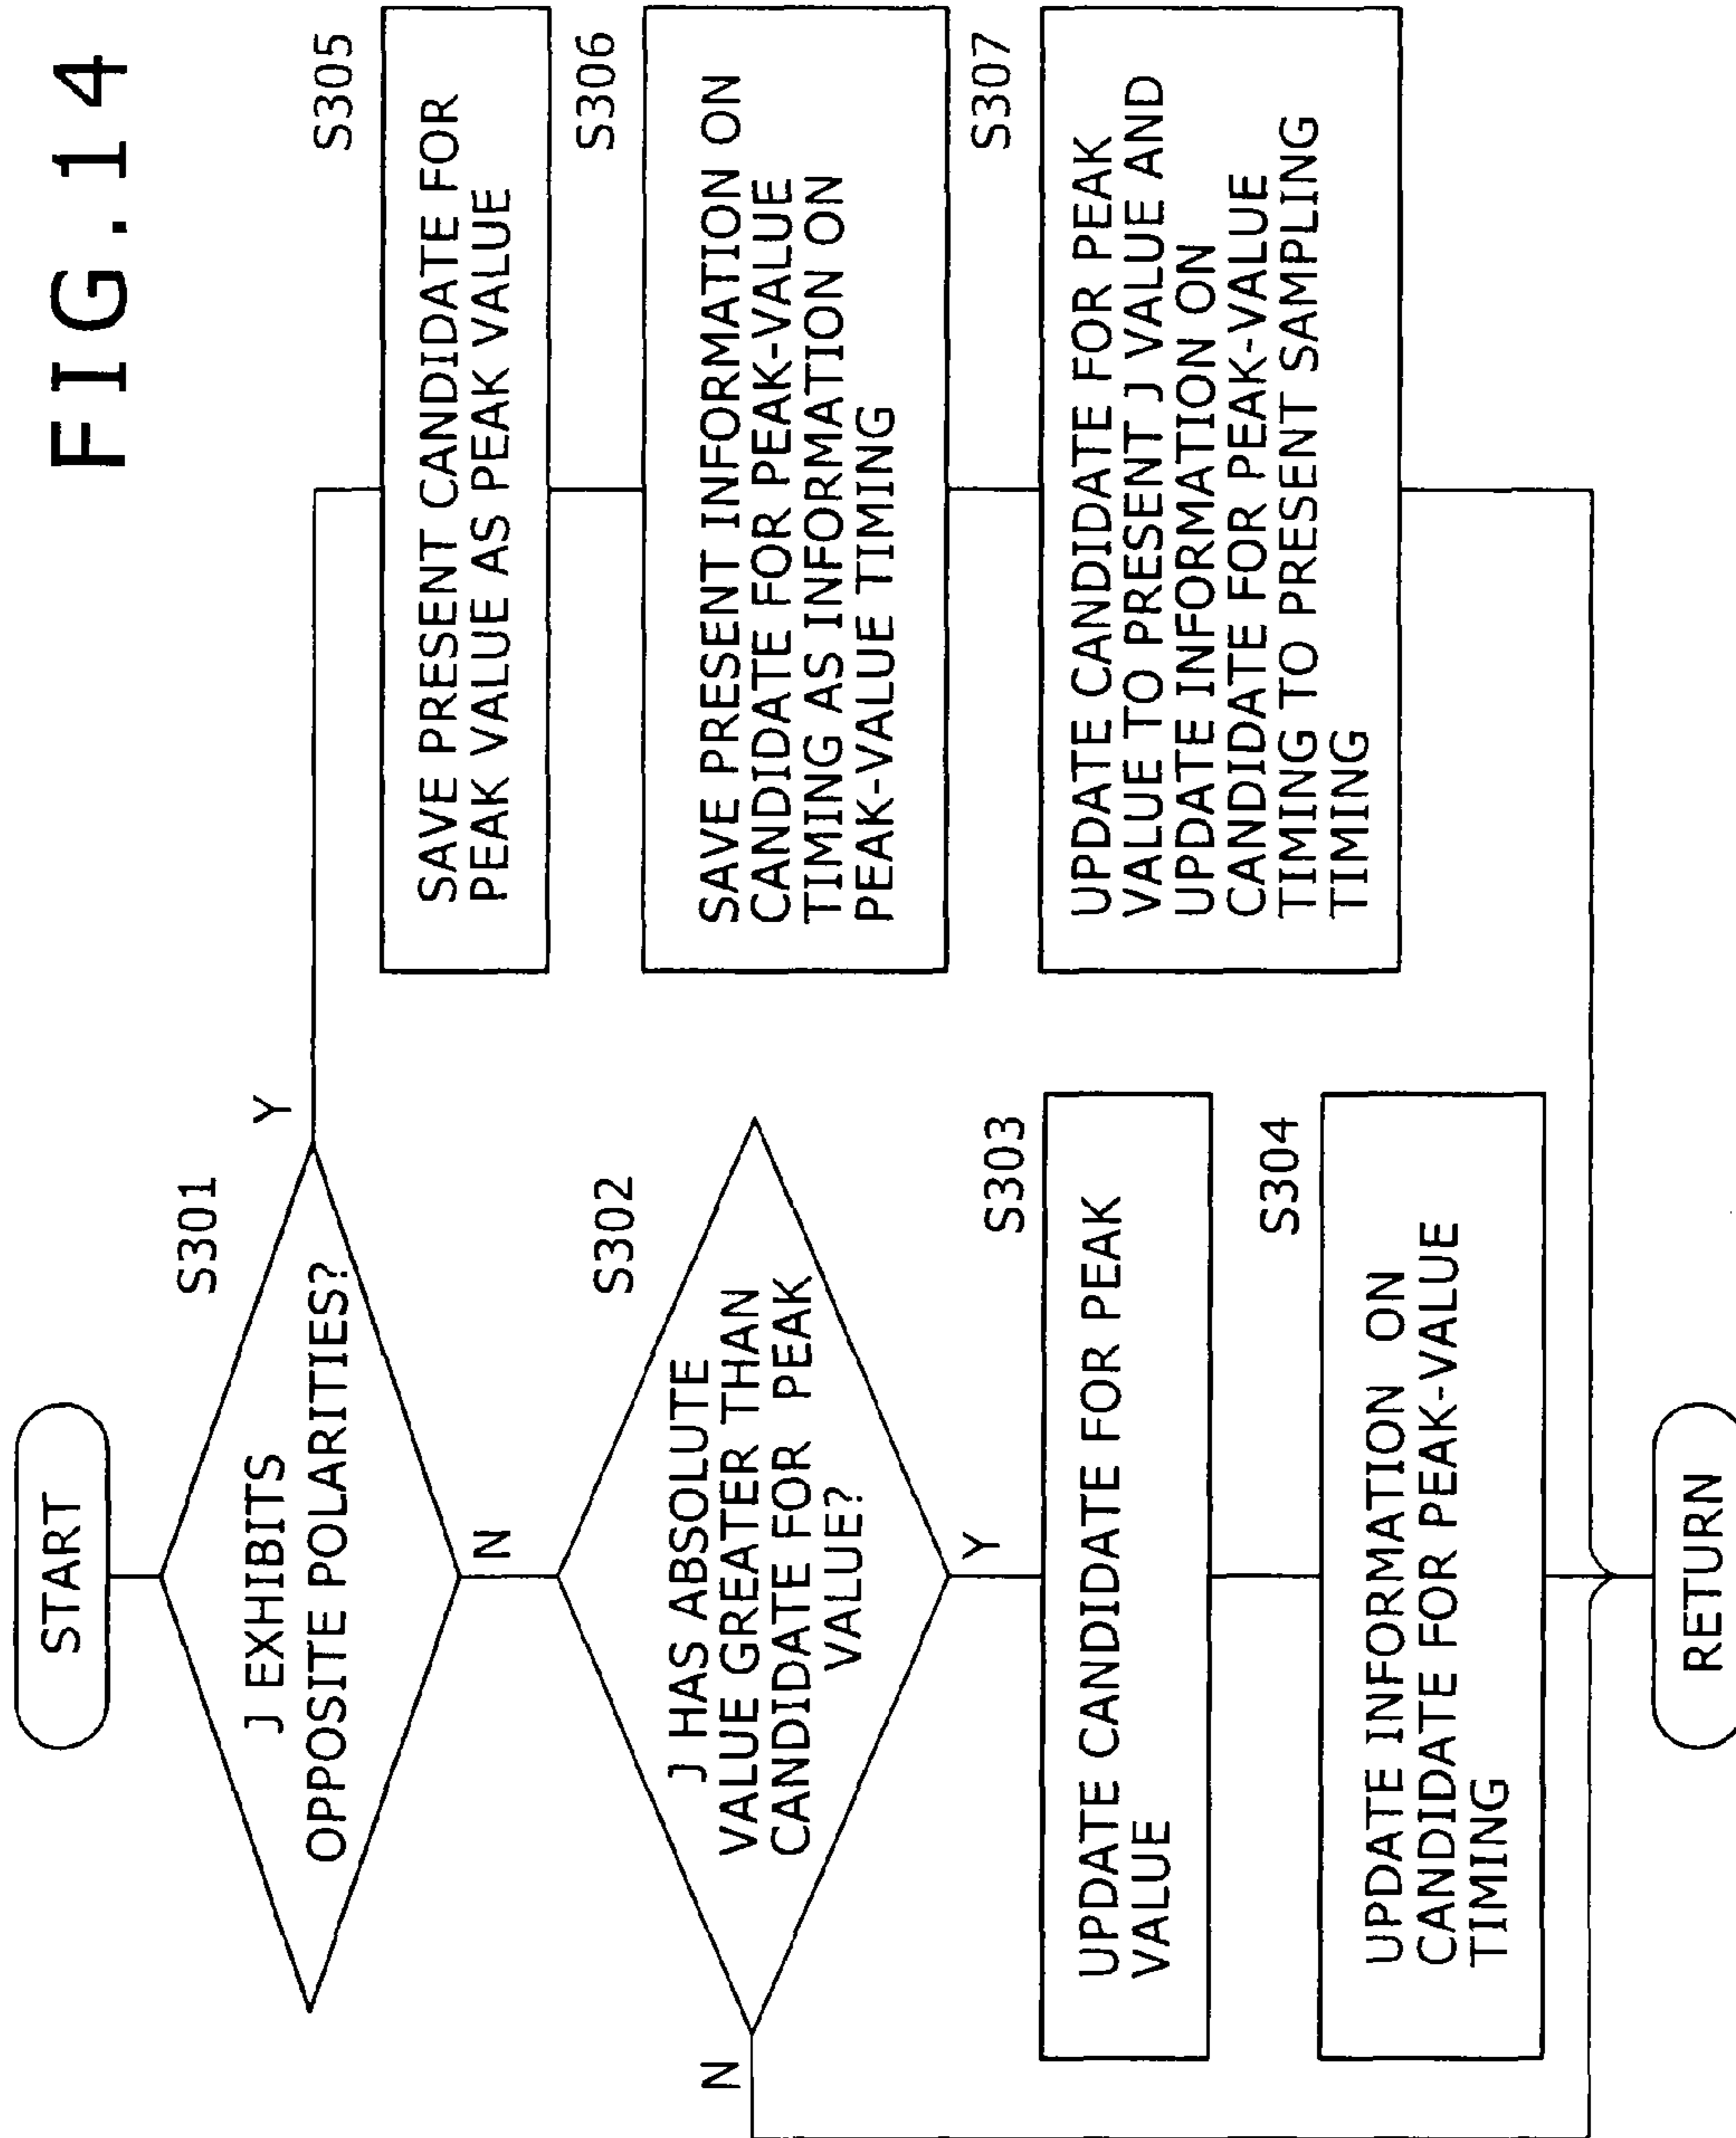 FIG.14
START
S301
J EXHIBITS
OPPOSITE POLARITIES?
Y
N
S302
J HAS ABSOLUTE
VALUE GREATER THAN
CANDIDATE FOR PEAK
VALUE?
N
Y
S303
UPDATE CANDIDATE FOR PEAK
VALUE
S304
UPDATE INFORMATION ON
CANDIDATE FOR PEAK-VALUE
TIMING
S305
SAVE PRESENT CANDIDATE FOR
PEAK VALUE AS PEAK VALUE
S306
SAVE PRESENT INFORMATION ON
CANDIDATE FOR PEAK-VALUE
TIMING AS INFORMATION ON
PEAK-VALUE TIMING
S307
UPDATE CANDIDATE FOR PEAK
VALUE TO PRESENT J VALUE AND
UPDATE INFORMATION ON
CANDIDATE FOR PEAK-VALUE
TIMING TO PRESENT SAMPLING
TIMING
RETURN